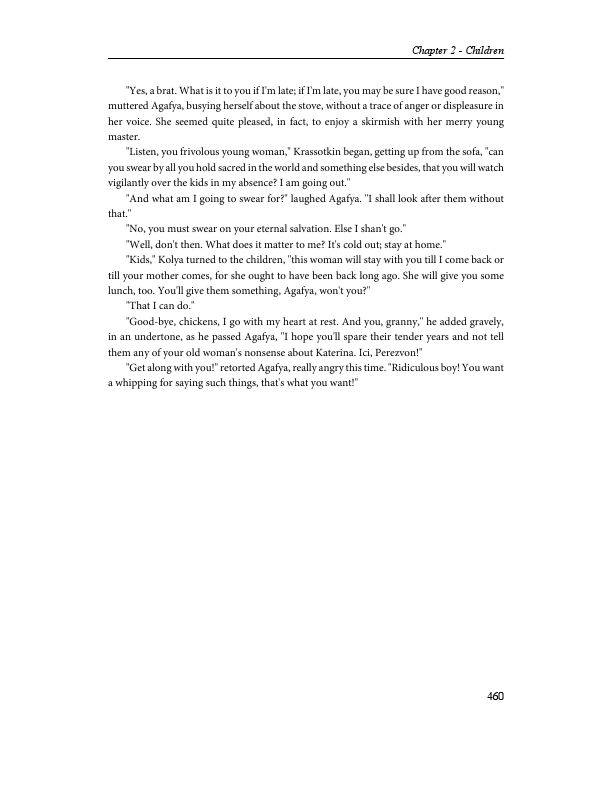 Chapter 2 - Children
"Yes, a brat. What is it to you if I'm late; if I'm late, you may be sure I have good reason,"
muttered Agafya, busying herself about the stove, without a trace of anger or displeasure in
her voice. She seemed quite pleased, in fact, to enjoy a skirmish with her merry young
master.
"Listen, you frivolous young woman," Krassotkin began, getting up from the sofa, "can
you swear by all you hold sacred in the world and something else besides, that you will watch
vigilantly over the kids in my absence? I am going out."
"And what am I going to swear for?" laughed Agafya. "I shall look after them without
that."
"No, you must swear on your eternal salvation. Else I shan't go."
"Well, don't then. What does it matter to me? It's cold out; stay at home."
"Kids," Kolya turned to the children, "this woman will stay with you till I come back or
till your mother comes, for she ought to have been back long ago. She will give you some
lunch, too. You'll give them something, Agafya, won't you?"
"That I can do."
"Good-bye, chickens, I go with my heart at rest. And you, granny," he added gravely,
in an undertone, as he passed Agafya, "I hope you'll spare their tender years and not tell
them any of your old woman's nonsense about Katerina. Ici, Perezvon!"
"Get along with you!" retorted Agafya, really angry this time. "Ridiculous boy! You want
a whipping for saying such things, that's what you want!"
460